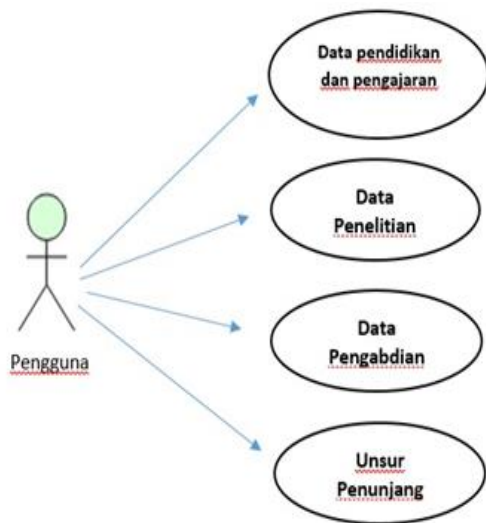 Data pendidikan
dan pengajaran
Data
Penelitian
Data
Pengabdian
Unsur
Penunjang
Pengguna